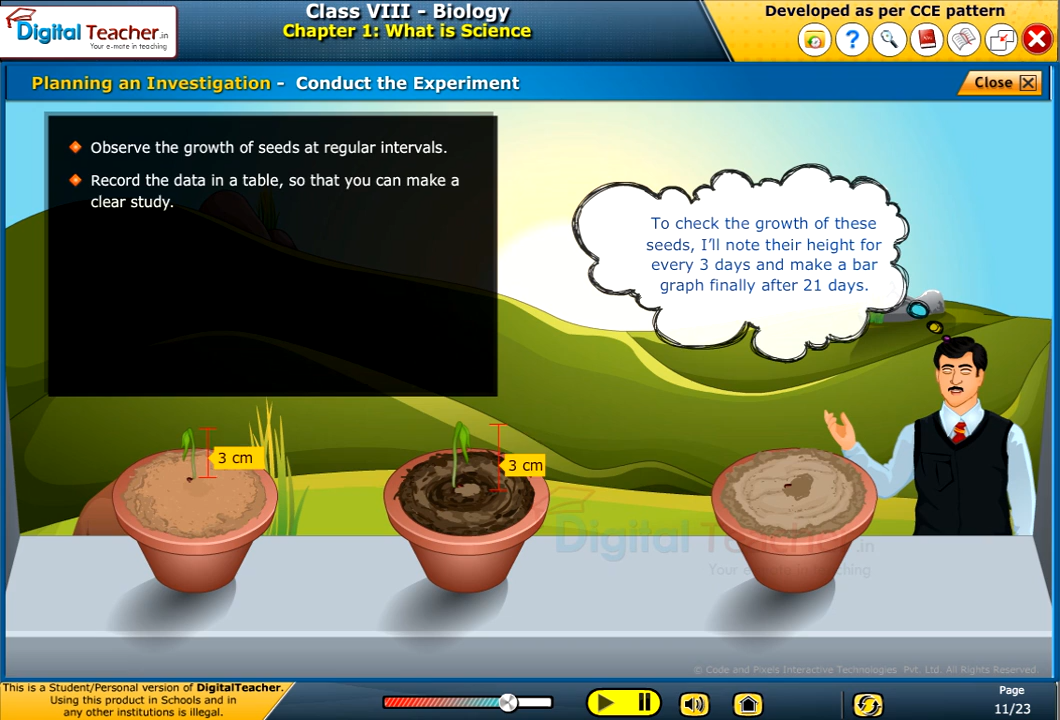 Digital Teacher.in
Your e-mate in teaching
Class VIII - Biology
Chapter 1: What is Science
Developed as per CCE pattern
Planning an Investigation - Conduct the Experiment
Close
Observe the growth of seeds at regular intervals.
Record the data in a table, so that you can make a
clear study.
To check the growth of these
seeds, I'll note their height for
every 3 days and make a bar
graph finally after 21 days.
3 cm
3 cm
Digital Teacher.in
Your e-mate in teaching
© Code and Pixels Interactive Technologies Pvt. Ltd. All Rights Reserved.
This is a Student/Personal version of DigitalTeacher.
Using this product in Schools and in
any other institutions is illegal.
Page
11/23